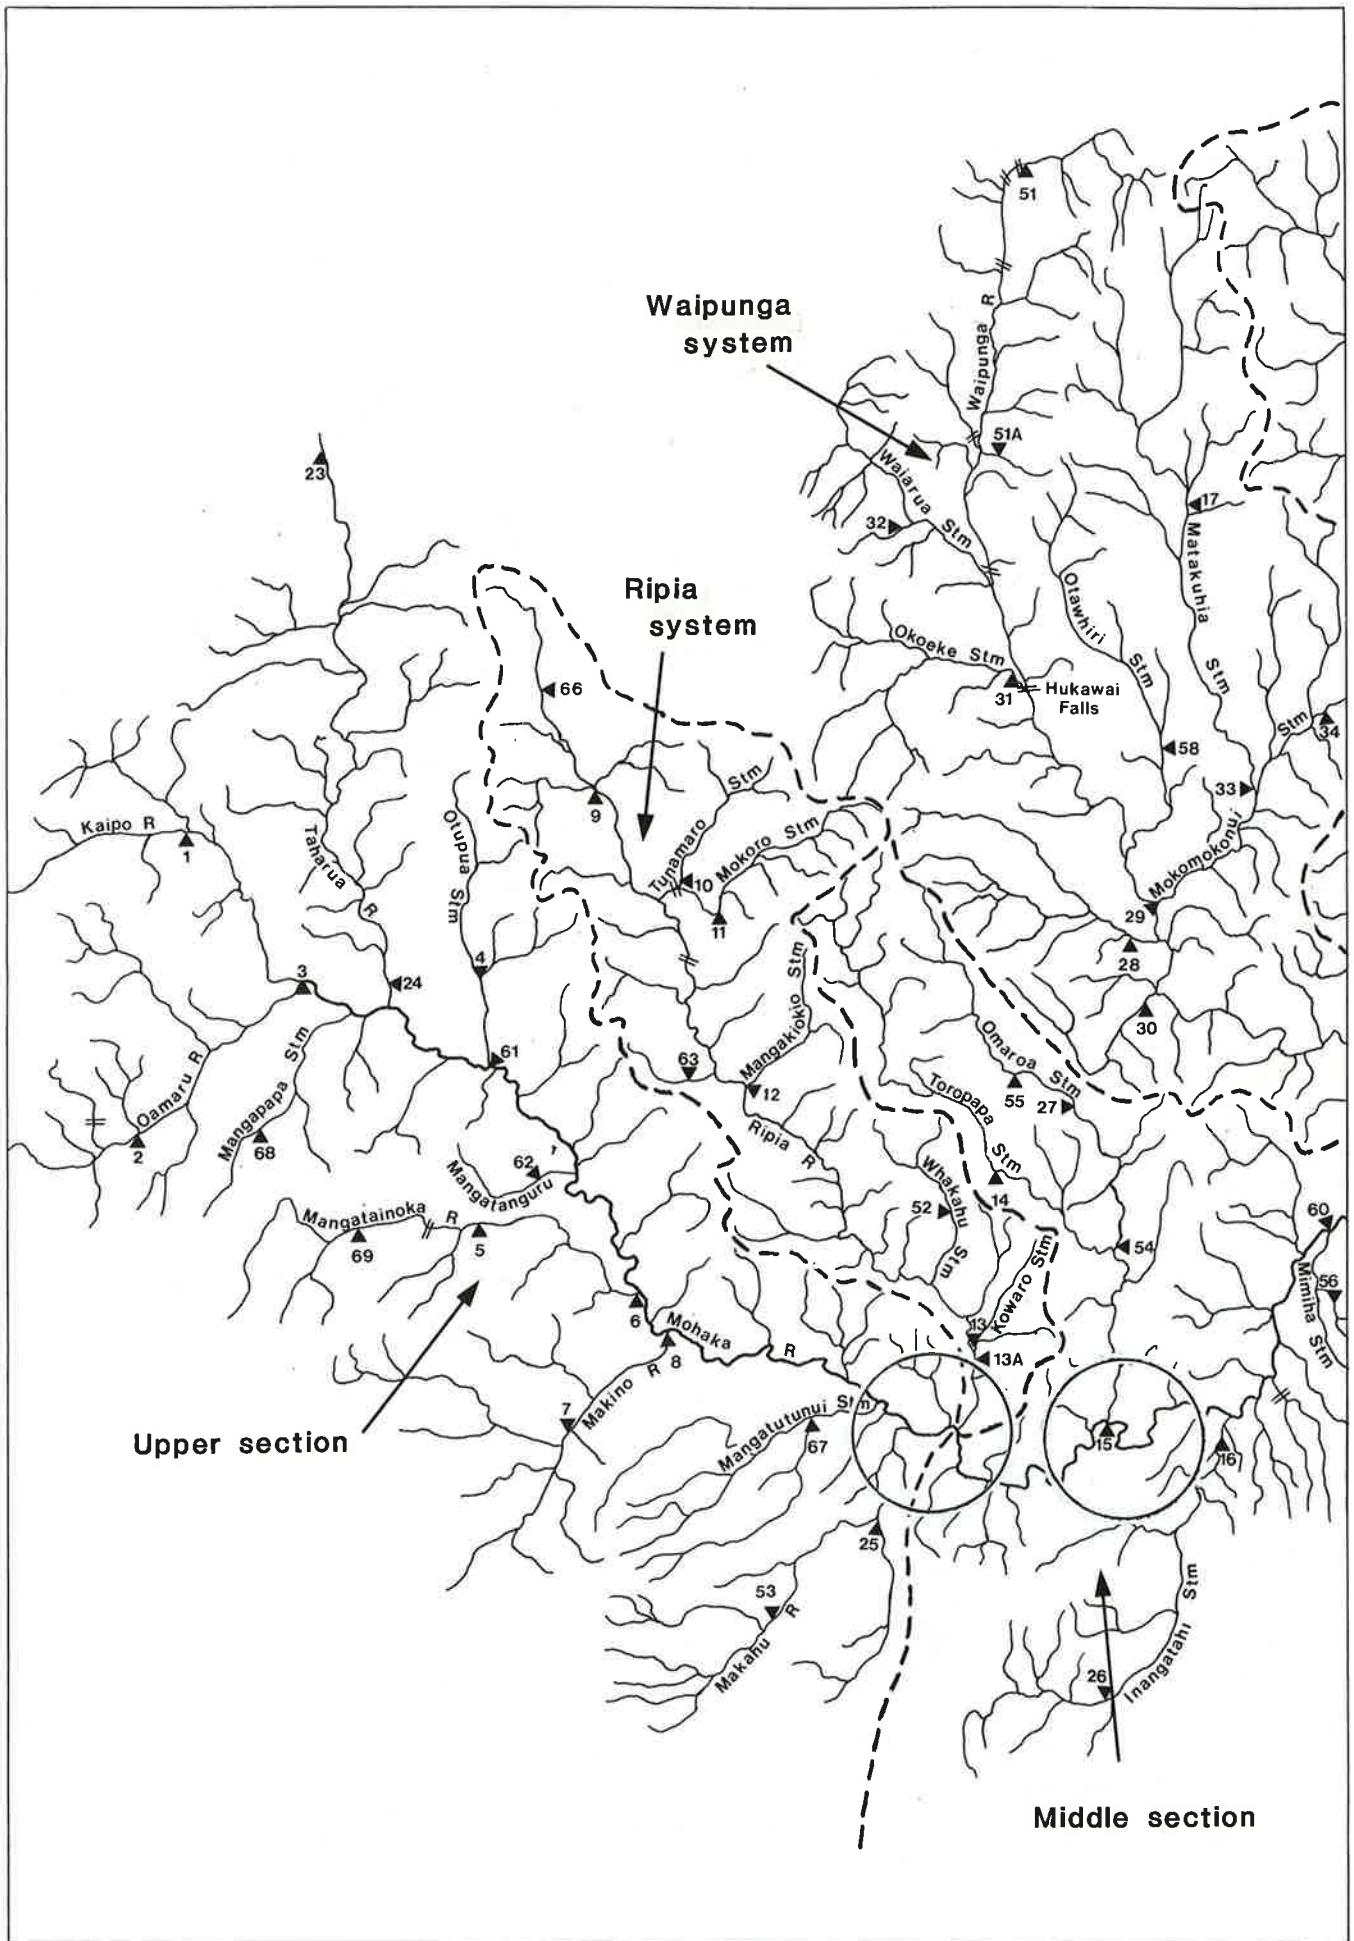 51
Waipunga
system
Waipunga R
51A
23
Waiarua Stm
17
32
Matakuhia Stm
Ripia
system
Otawhiri Stm
Okoeke Stm
66
31
Hukawai
Falls
Stm
34
58
Tunamaro Stm
33
9
Kaipo R
1
Otupua Stm
Taharua R
Mokoro Stm
10
Mokomokonui
29
11
4
3
24
28
Mangakiokio Stm
30
Oamaru R
Mangapapa Stm
61
63
12
Omaroa Stm
Toropapa Stm
55
27
2
68
Ripia R
62
Mangatanguru
Whakahu Stm
14
Mangatainoka R
69
5
52
60
54
Kowaro Stm
Mimiha Stm
56
6
Mohaka R
13
8
13A
Makino R
7
Mangatutunui Stm
67
15
16
Upper section
25
53
Makahu R
Inangatahi Stm
26
Middle section